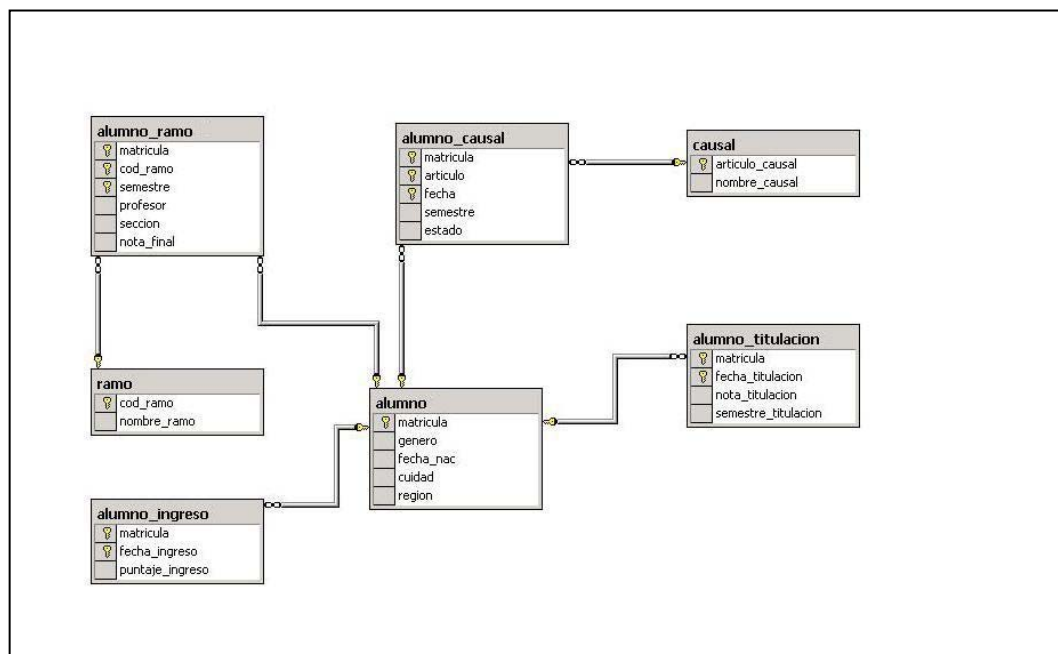 alumno_ramo
matricula
cod_ramo
semestre
profesor
seccion
nota_final
alumno_causal
matricula
articulo
fecha
semestre
estado
causal
articulo_causal
nombre_causal
ramo
cod_ramo
nombre_ramo
alumno
matricula
genero
fecha_nac
cuidad
region
alumno_titulacion
matricula
fecha_titulacion
nota_titulacion
semestre_titulacion
alumno_ingreso
matricula
fecha_ingreso
puntaje_ingreso